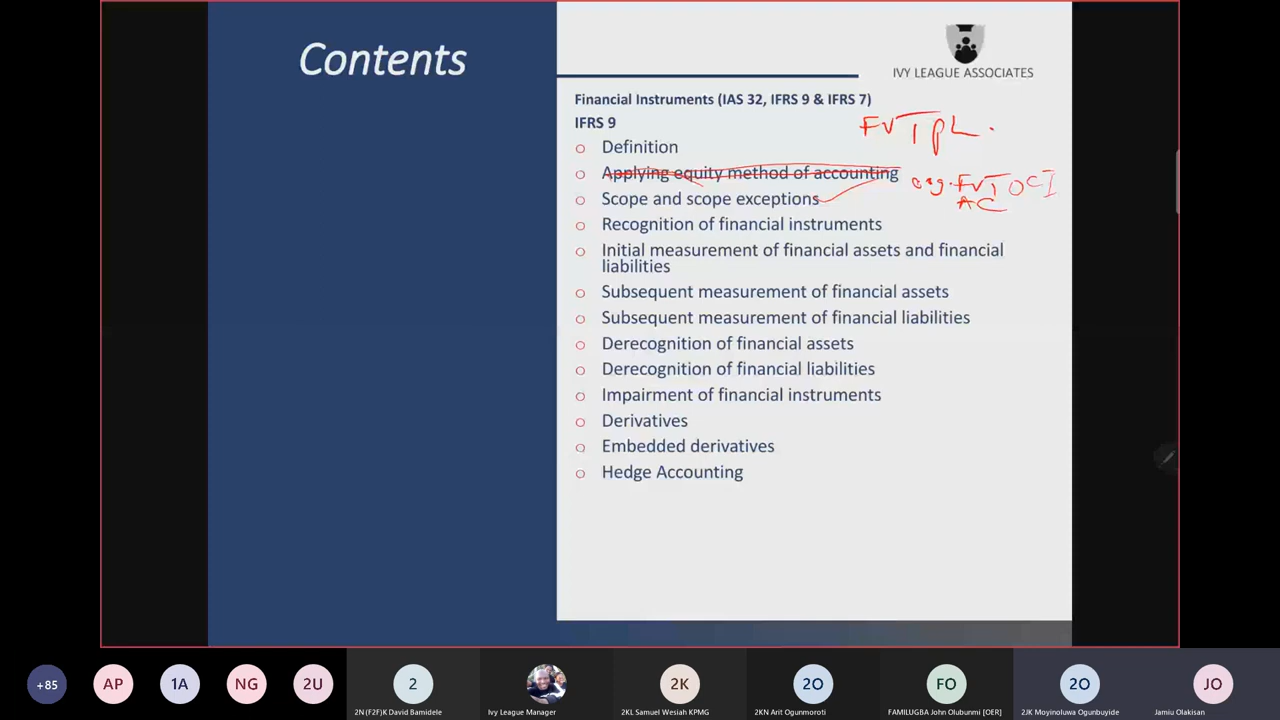 Contents
IVY LEAGUE ASSOCIATES
Financial Instruments (IAS 32, IFRS 9 & IFRS 7)
IFRS 9
FVTPL.
o Definition
o Applying equity method of accounting
FVTOCI
AC
o Scope and scope exceptions
o Recognition of financial instruments
o Initial measurement of financial assets and financial
liabilities
o Subsequent measurement of financial assets
o Subsequent measurement of financial liabilities
o Derecognition of financial assets
o Derecognition of financial liabilities
o Impairment of financial instruments
o Derivatives
o Embedded derivatives
o Hedge Accounting
+85
AP
1A
NG
2U
2
2K
2O
FO
2O
JO
2N (F2F)K David Bamidele
Ivy League Manager
2KL Samuel Wesiah KPMG
2KN Arit Ogunmoroti
FAMILUGBA John Olubunmi [OER]
2JK Moyinoluwa Ogunbuyide
Jamiu Olakisan